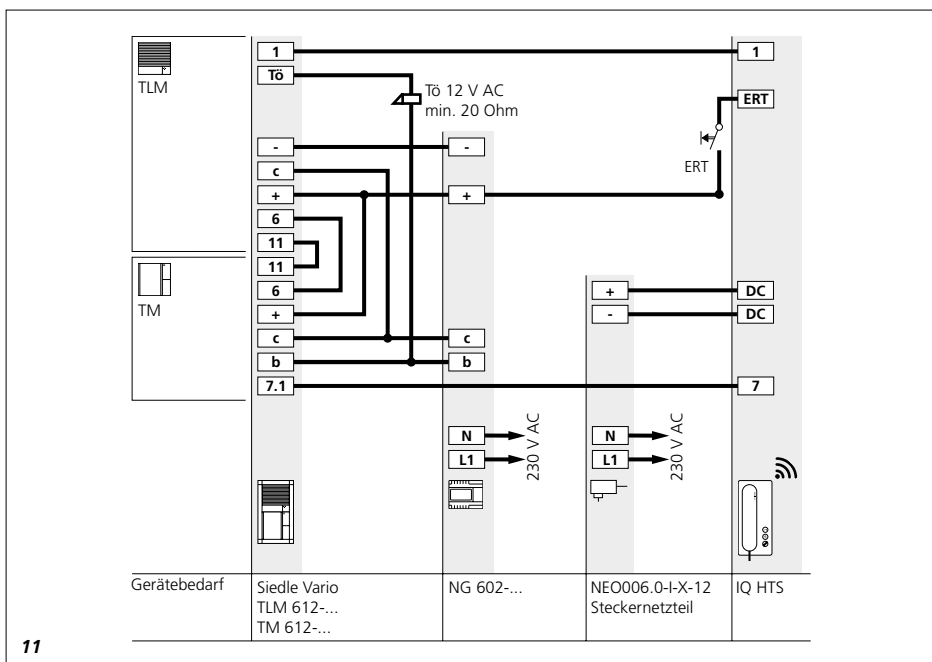 TLM
1
Tö
Tö 12 V AC
min. 20 Ohm
1
ERT
ERT
-
c
+
6
11
-
+
TM
11
6
+
c
b
7.1
c
b
+
-
DC
DC
7
N
L1
230 V AC
N
L1
230 V AC
Gerätebedarf
Siedle Vario
TLM 612-...
TM 612-...
NG 602-...
NEO006.0-I-X-12
Steckernetzteil
IQ HTS
11